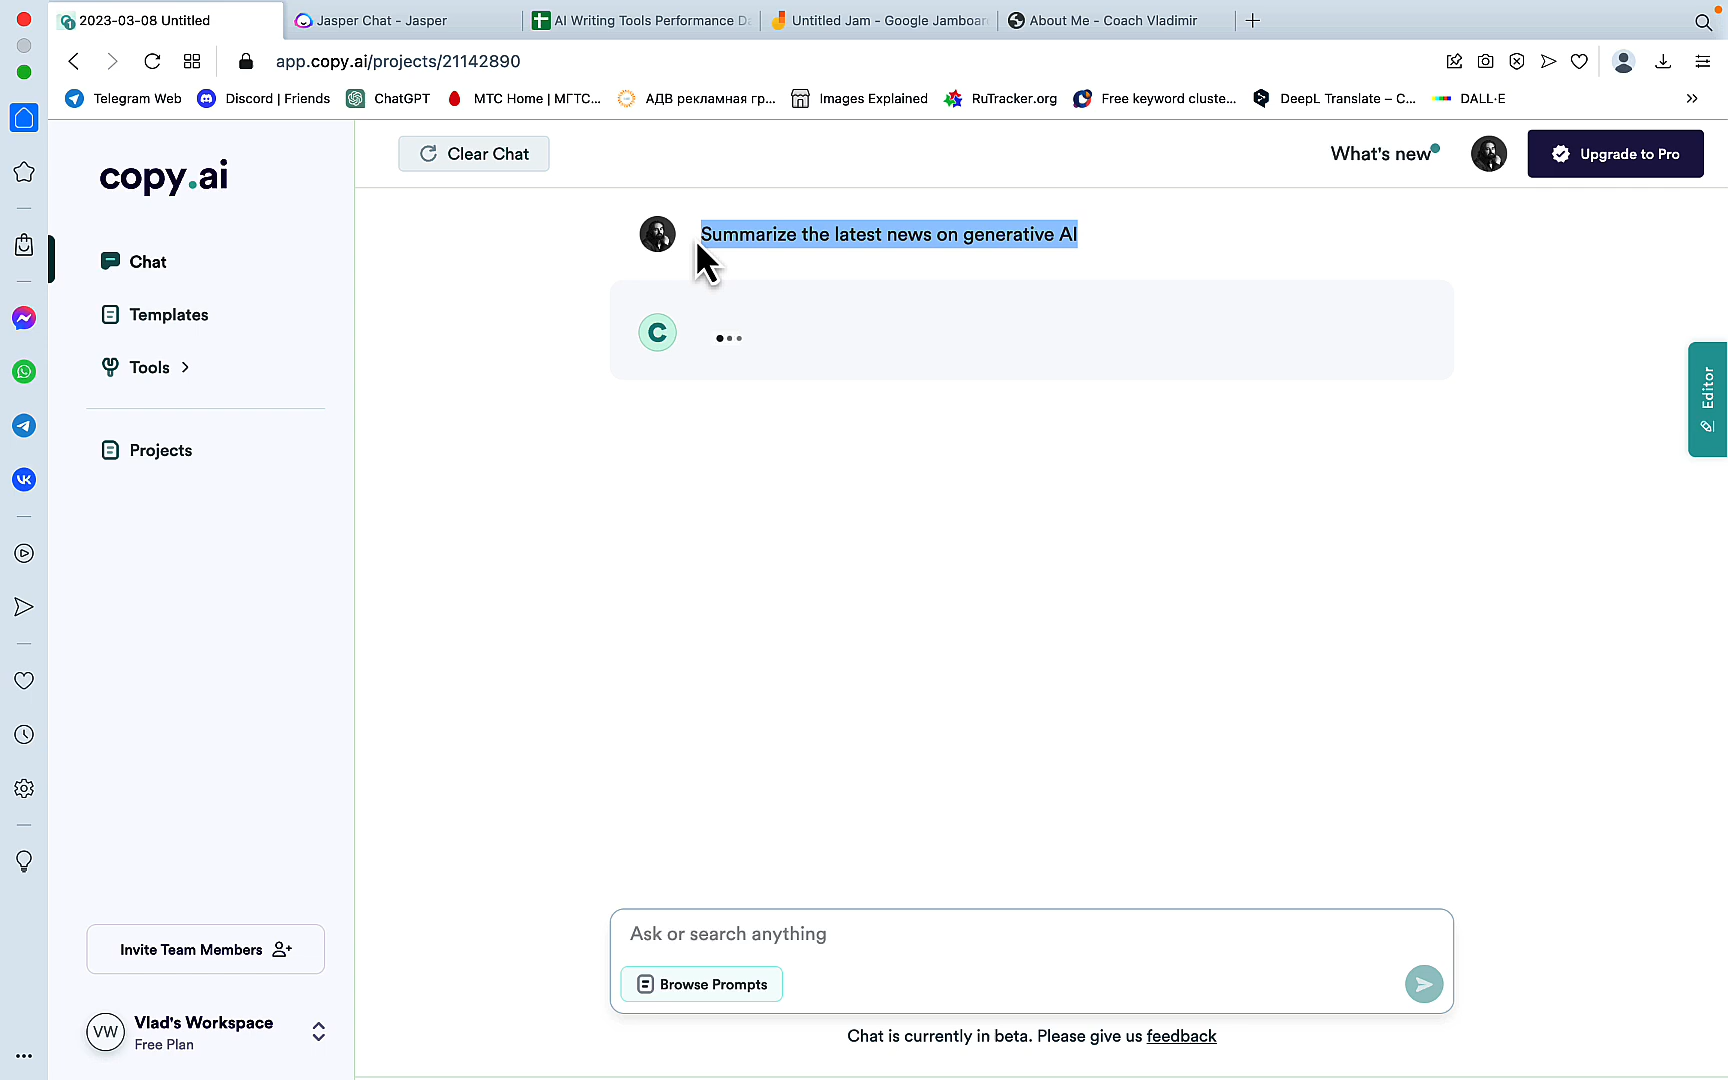 2023-03-08 Untitled
Jasper Chat - Jasper
AI Writing Tools Performance Da
Untitled Jam - Google Jamboar
About Me - Coach Vladimir
app.copy.ai/projects/21142890
Telegram Web
Discord | Friends
ChatGPT
МТС Home | МГТС...
АДВ рекламная гр...
Images Explained
RuTracker.org
Free keyword cluste...
DeepL Translate – C...
DALL·E
copy.ai
Clear Chat
What's new
Upgrade to Pro
Summarize the latest news on generative AI
C
Chat
Templates
Tools
Projects
Editor
Ask or search anything
Browse Prompts
Chat is currently in beta. Please give us feedback
Invite Team Members
VW
Vlad's Workspace
Free Plan